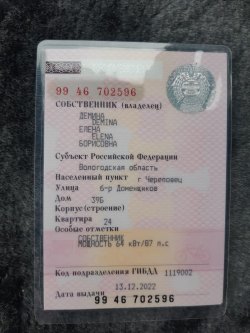 99 46 702596
СОБСТВЕННИК (владелец)
ДЕМИНА
DEMINA
ЕЛЕНА
ELENA
БОРИСОВНА
Субъект Российской Федерации
Вологодская область
Населенный пункт г Череповец
Улица б-р Доменщиков
Дом 39Б
Корпус (строение)
Квартира 24
Особые отметки
СОБСТВЕННИК
МОЩНОСТЬ 64 кВт/87 л.с
Код подразделения ГИБДД 1119002
Дата выдачи 13.12.2022
99 46 702596